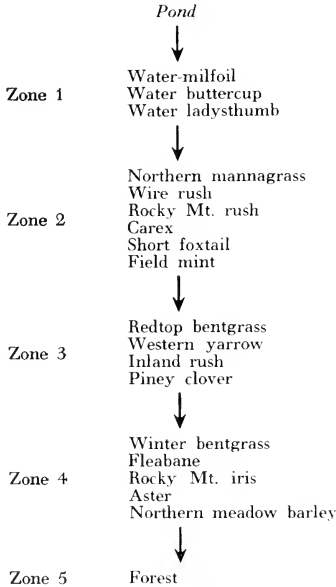 Pond
Water-milfoil
Zone 1 Water buttercup
Water ladysthumb
Northern mannagrass
Wire rush
Rocky Mt. rush
Zone 2 Carex
Short foxtail
Field mint
Redtop bentgrass
Western yarrow
Zone 3 Inland rush
Piney clover
Winter bentgrass
Fleabane
Zone 4 Rocky Mt. iris
Aster
Northern meadow barley
Zone 5 Forest